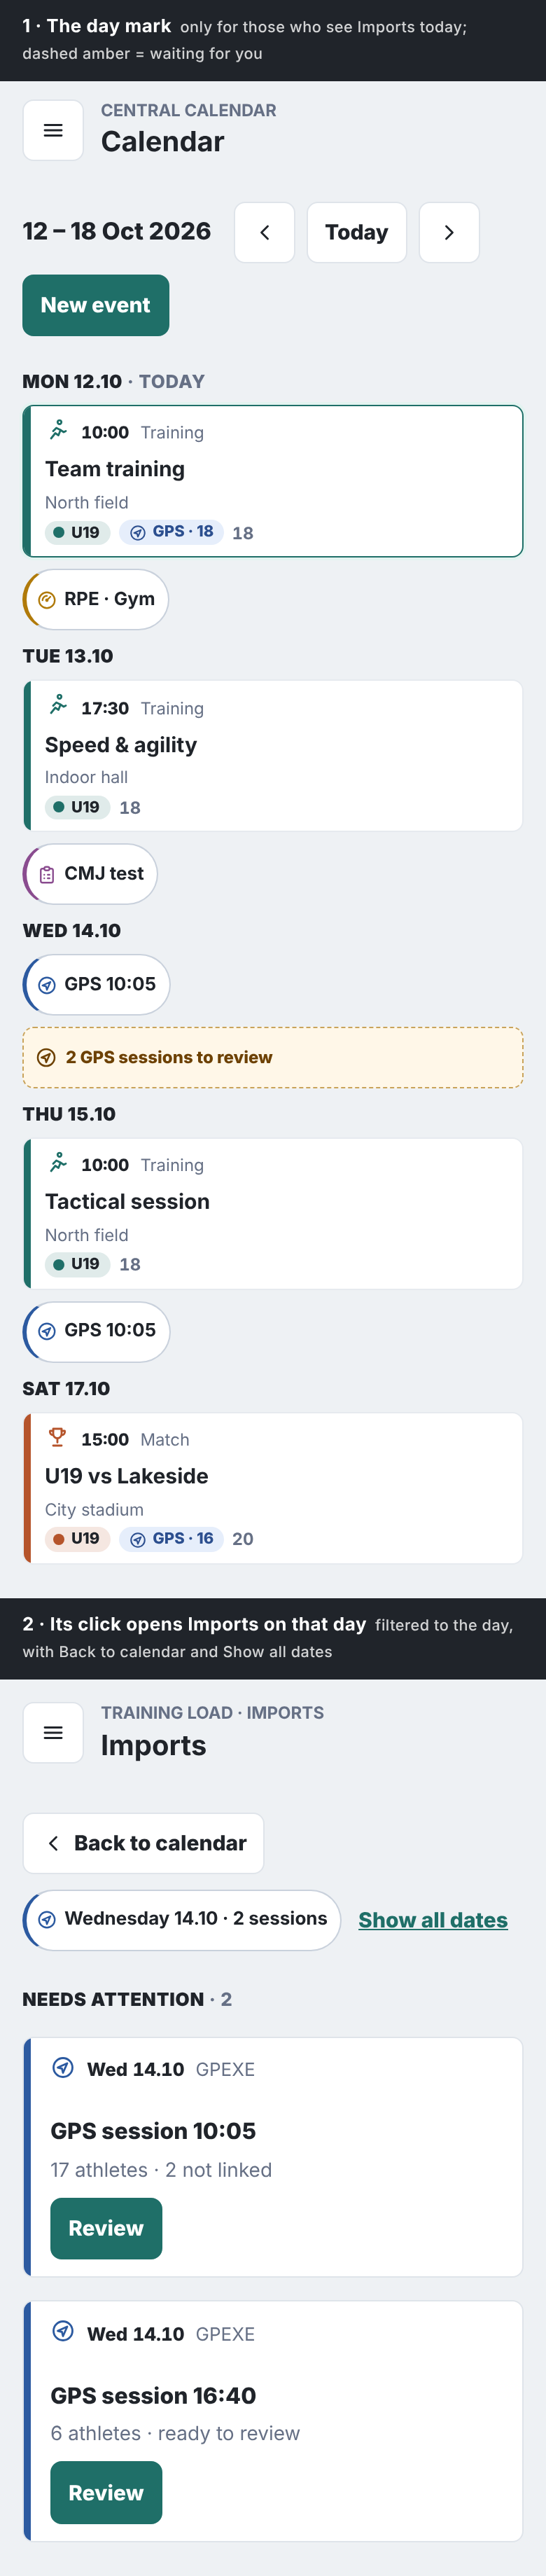 1 · The day mark only for those who see Imports today;
dashed amber = waiting for you
CENTRAL CALENDAR
Calendar
12 – 18 Oct 2026
Today
New event
MON 12.10 · TODAY
10:00 Training
Team training
North field
U19 GPS · 18 18
RPE · Gym
TUE 13.10
17:30 Training
Speed & agility
Indoor hall
U19 18
CMJ test
WED 14.10
GPS 10:05
2 GPS sessions to review
THU 15.10
10:00 Training
Tactical session
North field
U19 18
GPS 10:05
SAT 17.10
15:00 Match
U19 vs Lakeside
City stadium
U19 GPS · 16 20
2 · Its click opens Imports on that day filtered to the day,
with Back to calendar and Show all dates
TRAINING LOAD · IMPORTS
Imports
Back to calendar
Wednesday 14.10 · 2 sessions Show all dates
NEEDS ATTENTION · 2
Wed 14.10 GPEXE
GPS session 10:05
17 athletes · 2 not linked
Review
Wed 14.10 GPEXE
GPS session 16:40
6 athletes · ready to review
Review